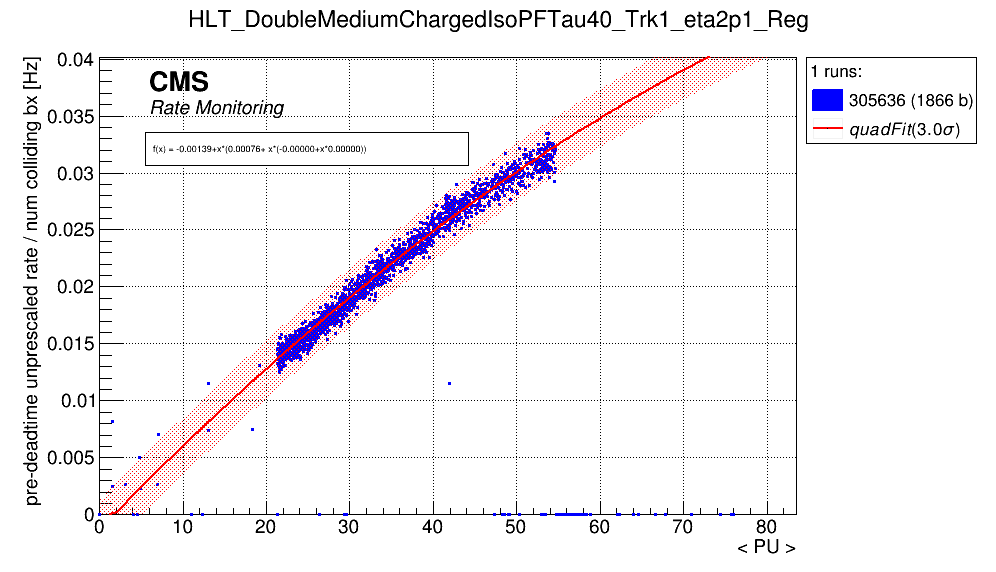 HLT_DoubleMediumChargedIsoPFTau40_Trk1_eta2p1_Reg
pre-deadtime unprescaled rate / num colliding bx [Hz]
0.04
0.035
0.03
0.025
0.02
0.015
0.01
0.005
0
CMS
Rate Monitoring
f(x) = -0.00139+x*(0.00076+ x*(-0.00000+x*0.00000))
1 runs:
305636 (1866 b)
quadFit(3.0σ)
0 10 20 30 40 50 60 70 80
< PU >